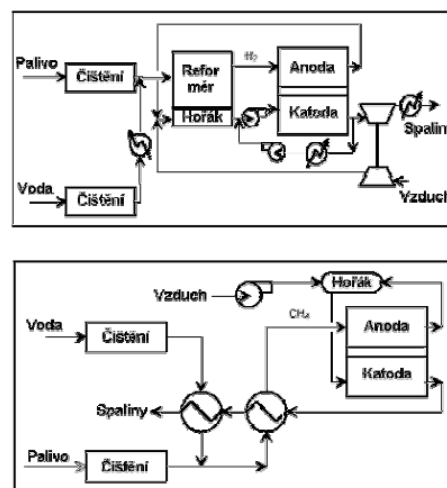 Palivo
Čištění
Refor
mér
Hořák
H₂
Anoda
Katoda
Spaliny
Voda
Čištění
Vzduch
Vzduch
Hořák
Voda
Čištění
CH₄
Anoda
Katoda
Spaliny
Palivo
Čištění